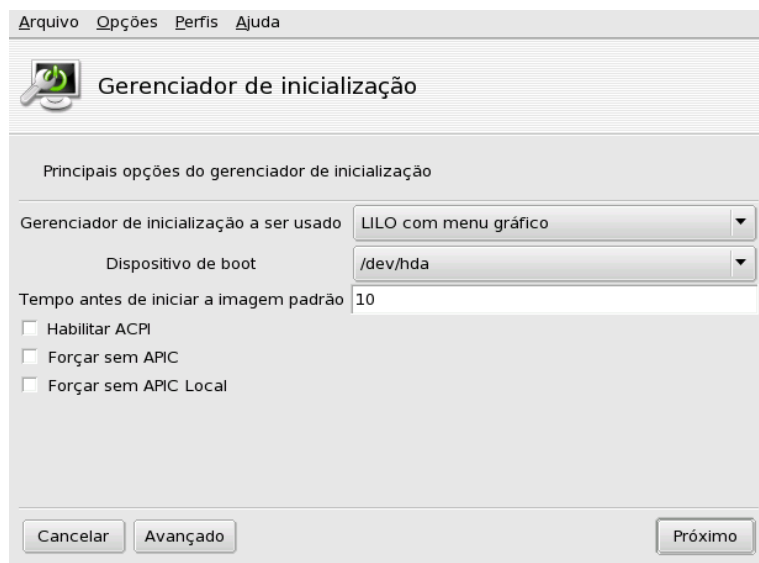 Arquivo Opções Perfis Ajuda
Gerenciador de inicialização
Principais opções do gerenciador de inicialização
Gerenciador de inicialização a ser usado LILO com menu gráfico
Dispositivo de boot /dev/hda
Tempo antes de iniciar a imagem padrão 10
Habilitar ACPI
Forçar sem APIC
Forçar sem APIC Local
Cancelar Avançado Próximo